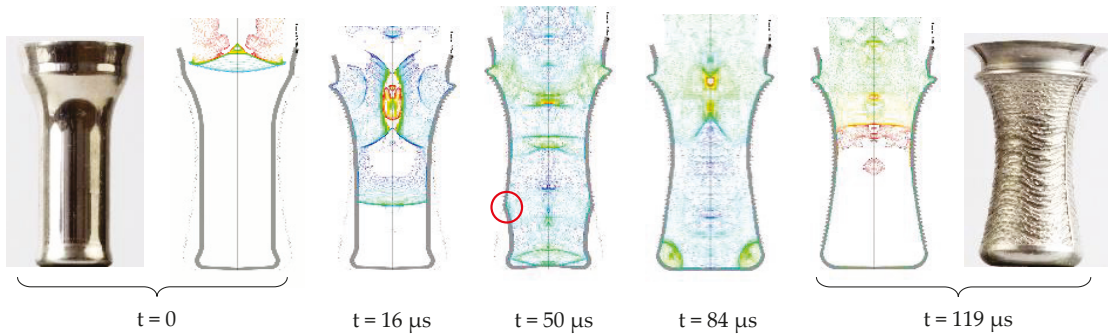 t = 0
t = 16 μs
t = 50 μs
t = 84 μs
t = 119 μs